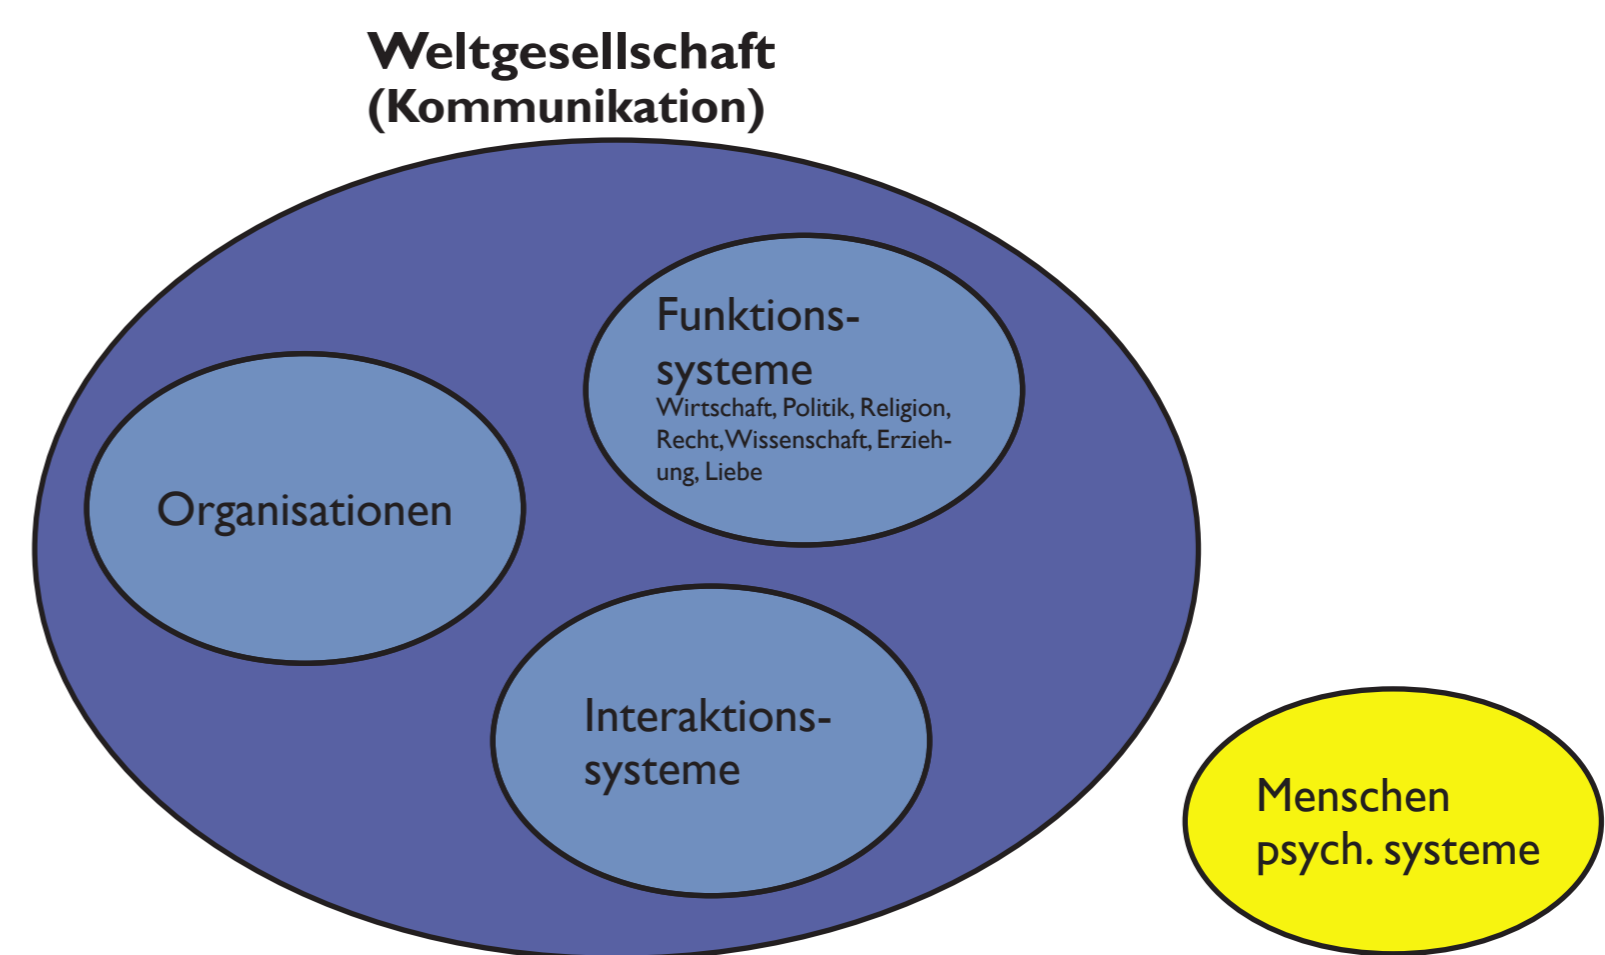 Weltgesellschaft
(Kommunikation)
Funktions-
systeme
Wirtschaft, Politik, Religion,
Recht, Wissenschaft, Erzieh-
ung, Liebe
Organisationen
Interaktions-
systeme
Menschen
psych. systeme